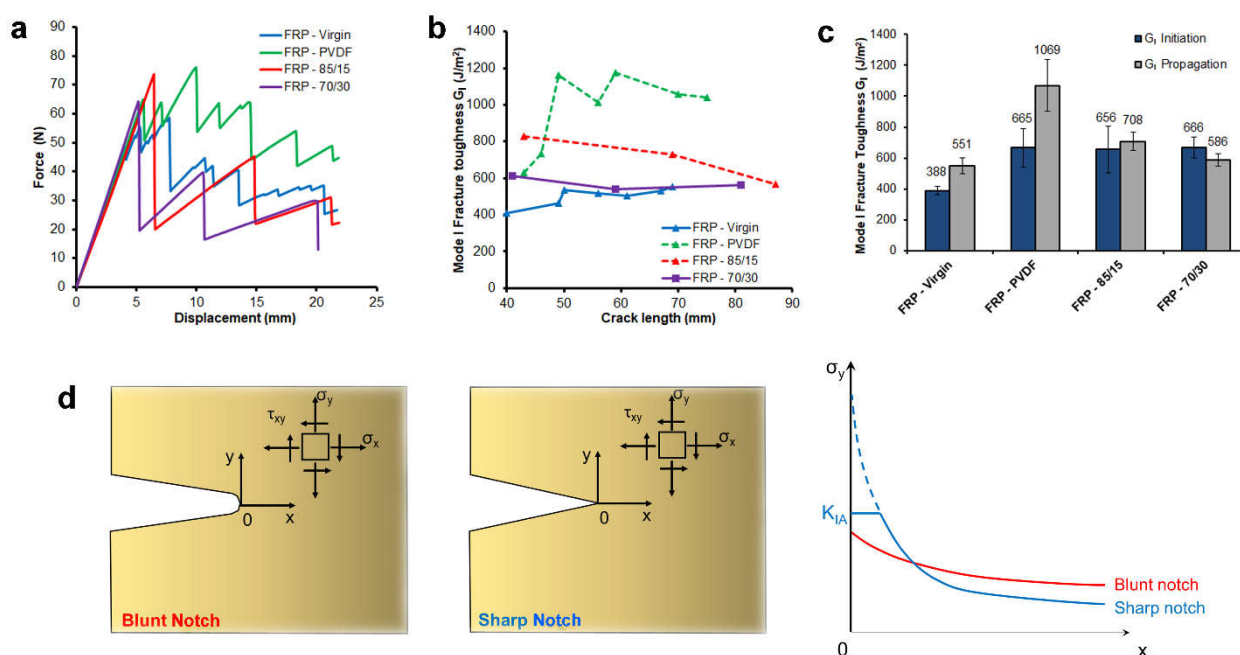 a
90
80
70
60
50
40
30
20
10
0
Force (N)
0 5 10 15 20 25
Displacement (mm)
FRP - Virgin
FRP - PVDF
FRP - 85/15
FRP - 70/30
b
1400
1200
1000
800
600
400
200
0
Mode I Fracture toughness Gᵢ (J/m²)
40 50 60 70 80 90
Crack length (mm)
FRP - Virgin
FRP - PVDF
FRP - 85/15
FRP - 70/30
c
1400
1200
1000
800
600
400
200
0
Mode I Fracture Toughness Gᵢ (J/m²)
Gᵢ Initiation
Gᵢ Propagation
388
551
665
1069
656
708
666
586
FRP - Virgin
FRP - PVDF
FRP - 85/15
FRP - 70/30
d
σy
τxy
σx
y
0
x
Blunt Notch
σy
τxy
σx
y
0
x
Sharp Notch
σy
KIA
Blunt notch
Sharp notch
0
x